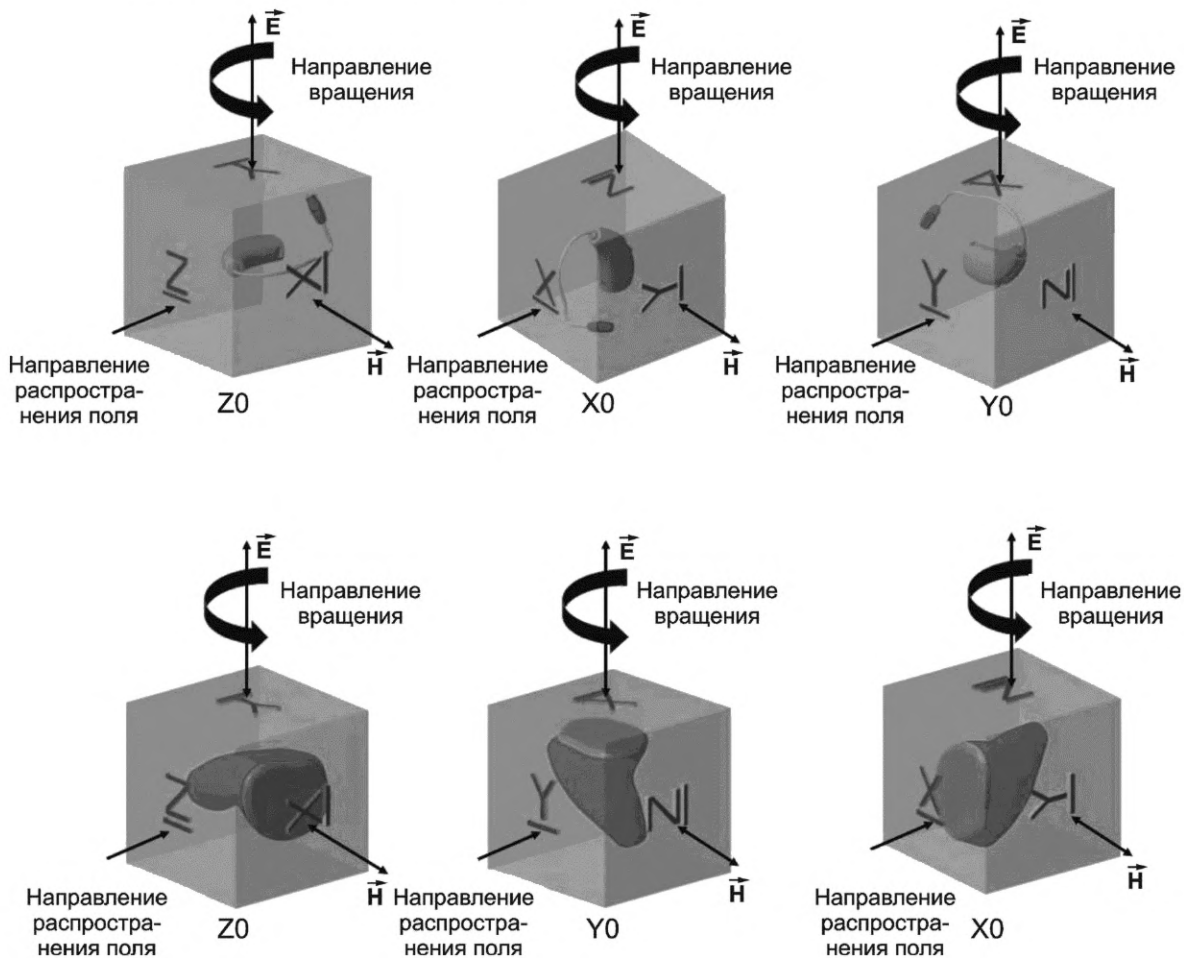 E
Направление
вращения
E
Направление
вращения
E
Направление
вращения
Y
Z
X
Z
X
Y
X
Y
Z
Направление
распростра-
нения поля
Z0
H
Направление
распростра-
нения поля
X0
H
Направление
распростра-
нения поля
Y0
H
E
Направление
вращения
E
Направление
вращения
E
Направление
вращения
Y
Z
X
X
Y
Z
Z
X
Y
Направление
распростра-
нения поля
Z0
H
Направление
распростра-
нения поля
Y0
H
Направление
распростра-
нения поля
X0
H